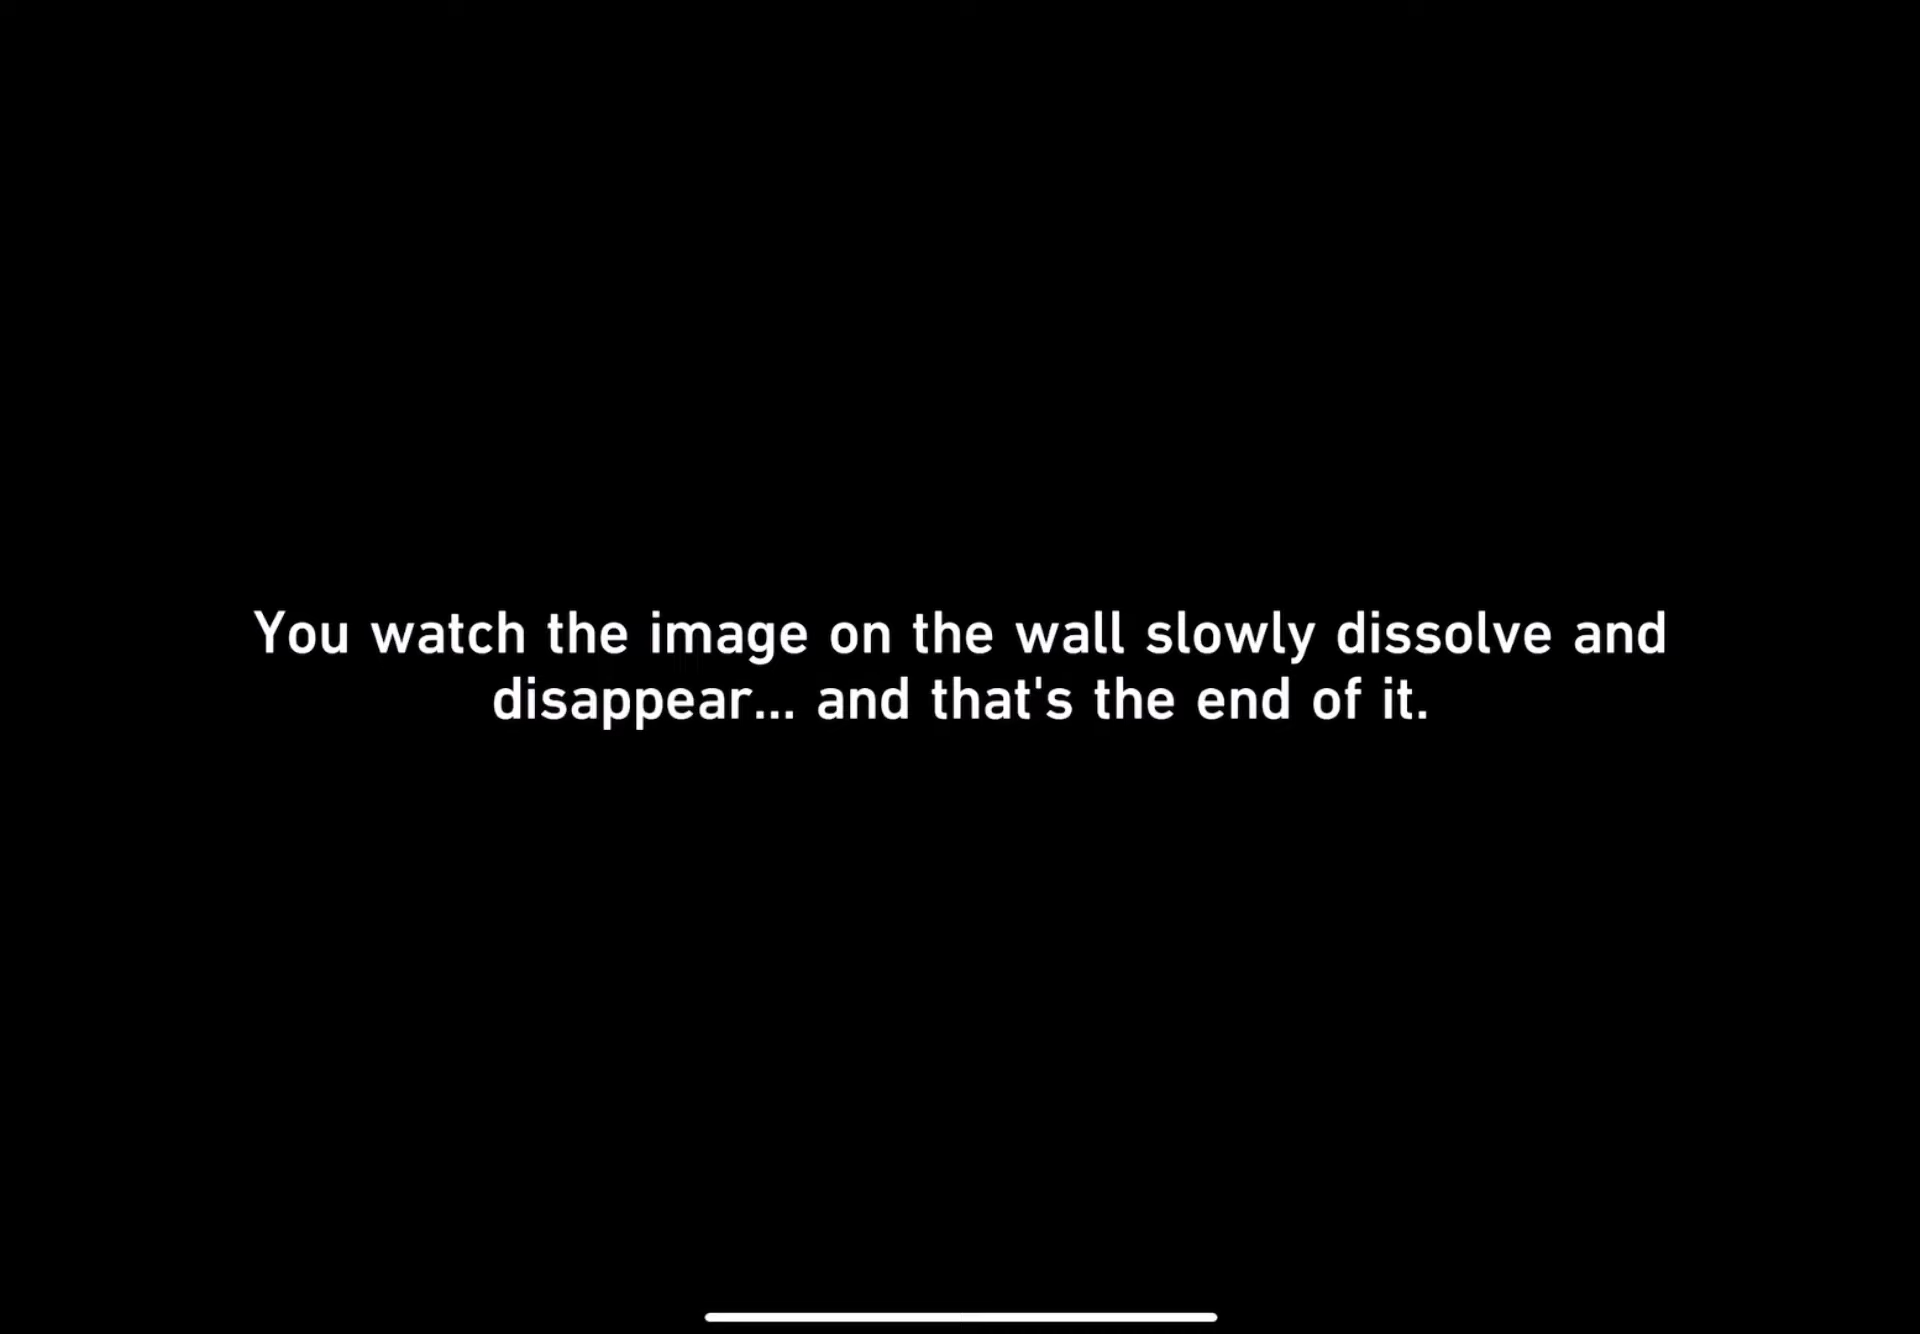 You watch the image on the wall slowly dissolve and
disappear... and that's the end of it.